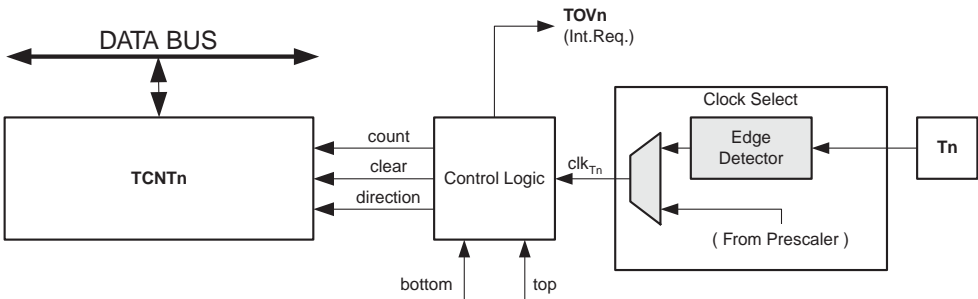 TOVn
(Int.Req.)
DATA BUS
Clock Select
count
Edge
Detector
Tn
clear
TCNTn
Control Logic
clkTn
direction
( From Prescaler )
bottom
top